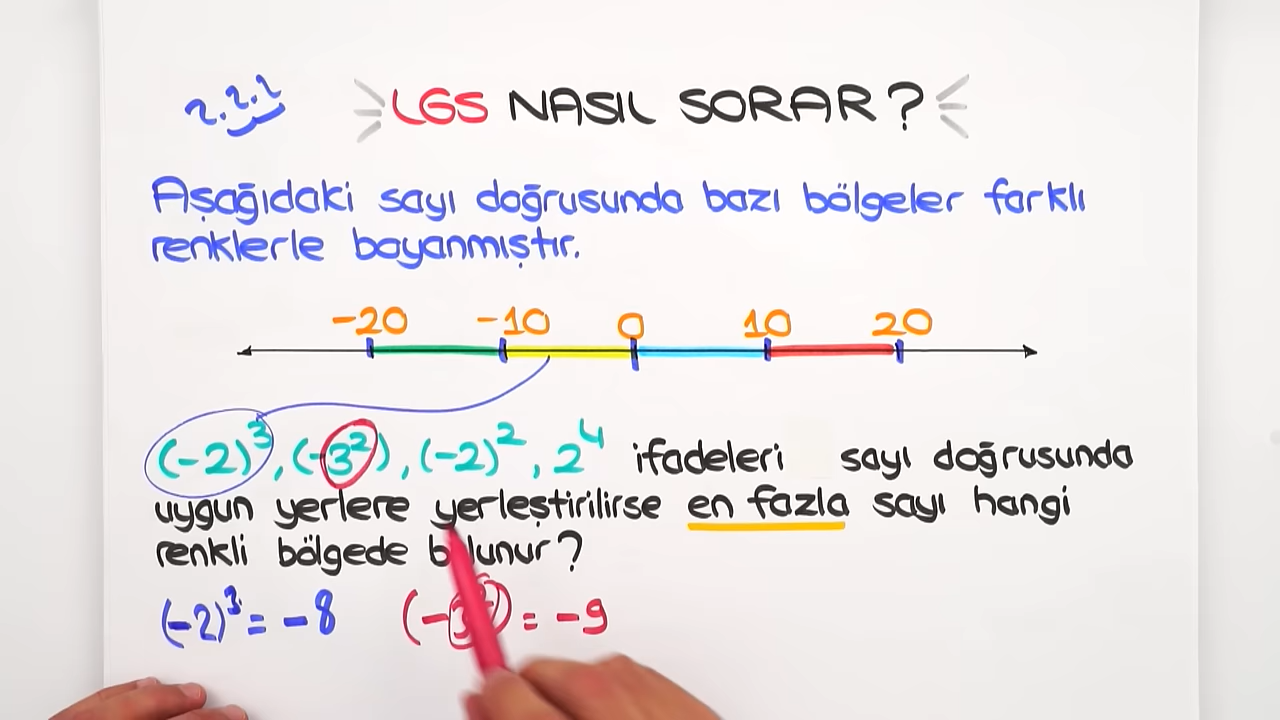 2.2.2
LGS NASIL SORAR?
Aşağıdaki sayı doğrusunda bazı bölgeler farklı
renklerle boyanmıştır.
-20 -10 0 10 20
(-2)³, (-3²), (-2)², 2⁴ ifadeleri sayı doğrusunda
uygun yerlere yerleştirilirse en fazla sayı hangi
renkli bölgede bulunur?
(-2)³ = -8 (-3²) = -9